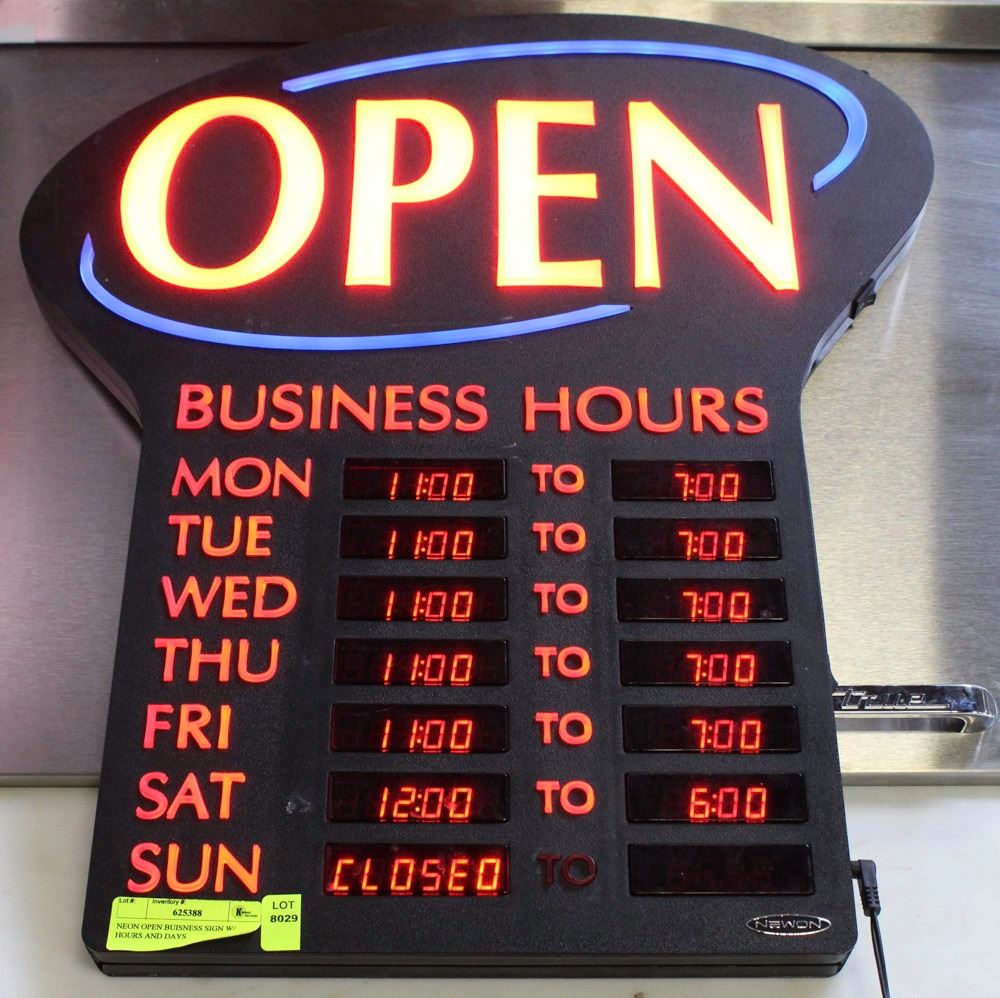 OPEN
BUSINESS HOURS
MON 11:00 TO 7:00
TUE 11:00 TO 7:00
WED 11:00 TO 7:00
THU 11:00 TO 7:00
FRI 11:00 TO 7:00
SAT 12:00 TO 6:00
SUN CLOSED TO
Lot #: Inventory #:
625388
LOT
8029
NEON OPEN BUISNESS SIGN W/
HOURS AND DAYS
NEWON
True